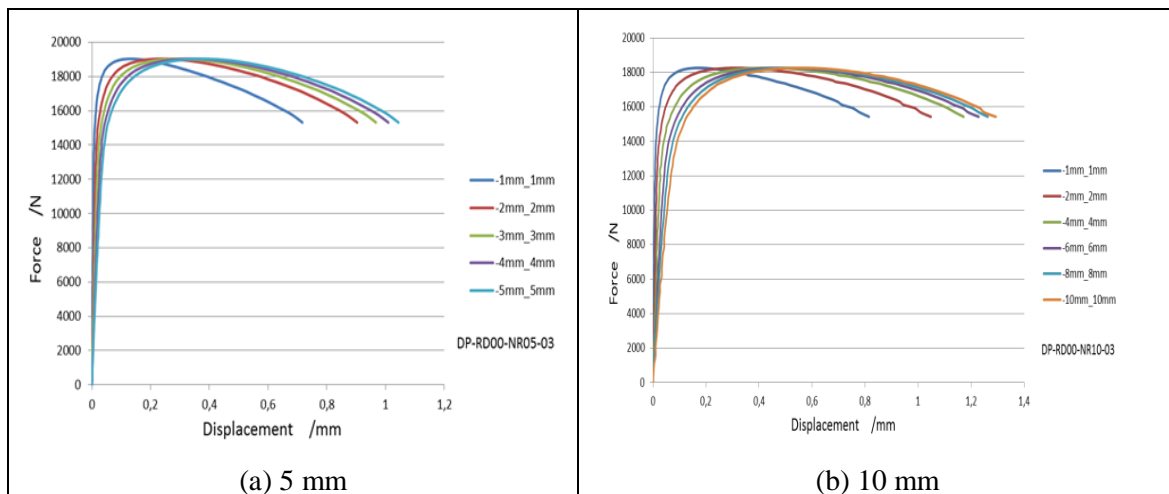 20000
18000
16000
14000
12000
10000
8000
6000
4000
2000
0
Force /N
0 0,2 0,4 0,6 0,8 1 1,2
Displacement /mm
-1mm_1mm
-2mm_2mm
-3mm_3mm
-4mm_4mm
-5mm_5mm
DP-RD00-NR05-03
(a) 5 mm
20000
18000
16000
14000
12000
10000
8000
6000
4000
2000
0
Force /N
0 0,2 0,4 0,6 0,8 1 1,2 1,4
Displacement /mm
-1mm_1mm
-2mm_2mm
-4mm_4mm
-6mm_6mm
-8mm_8mm
-10mm_10mm
DP-RD00-NR10-03
(b) 10 mm